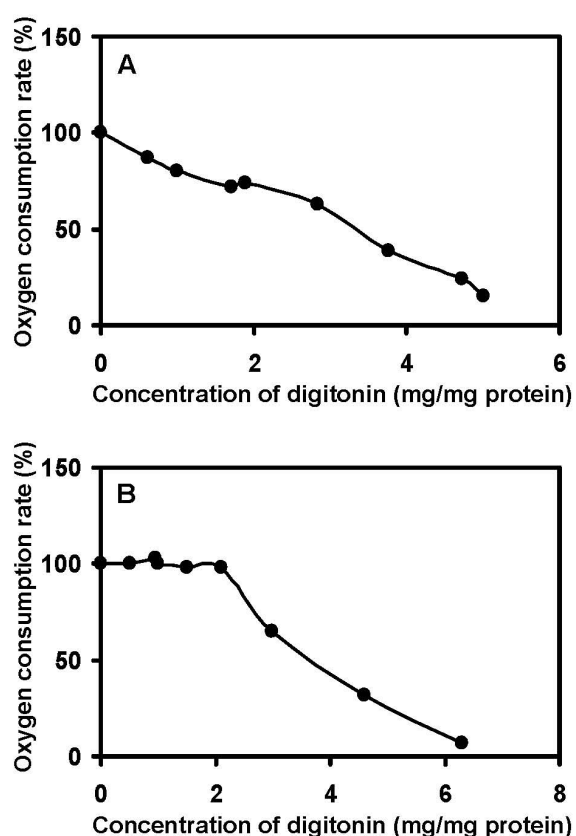 A
Oxygen consumption rate (%)
150
100
50
0
0 2 4 6
Concentration of digitonin (mg/mg protein)
B
Oxygen consumption rate (%)
150
100
50
0
0 2 4 6 8
Concentration of digitonin (mg/mg protein)